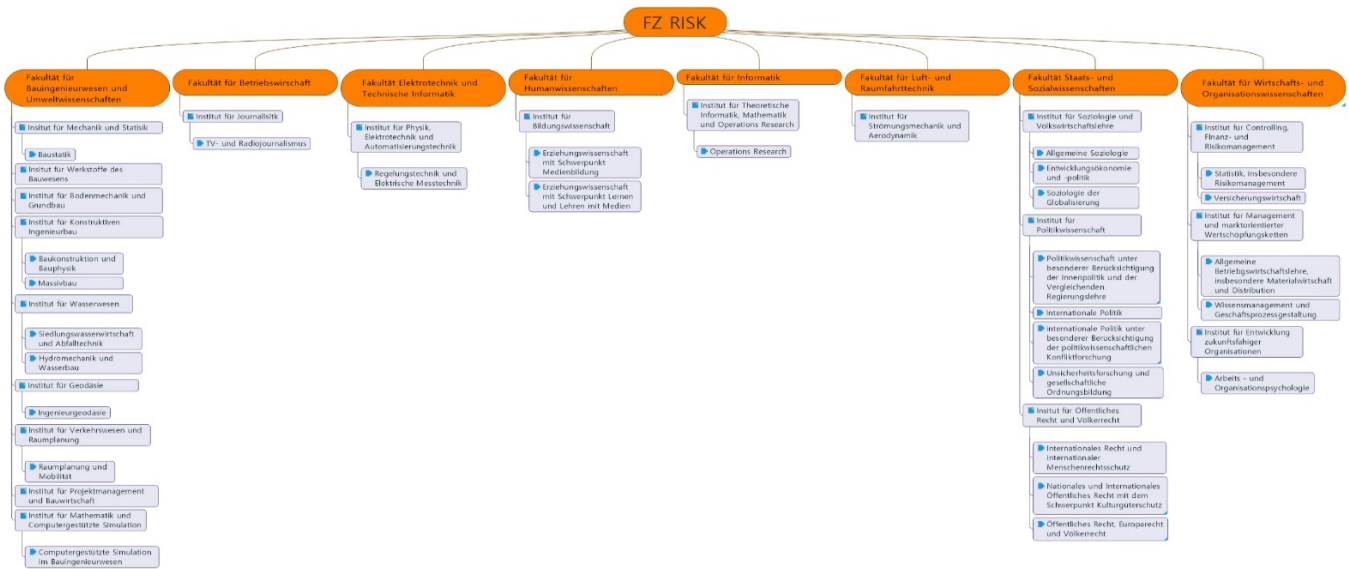 FZ RISK
Fakultät für
Bauingenieurwesen und
Umweltwissenschaften
Insitut für Mechanik und Statisik
Baustatik
Insitut für Werkstoffe des
Bauwesens
Institut für Bodenmechanik und
Grundbau
Institut für Konstruktiven
Ingenieurbau
Baukonstruktion und
Bauphysik
Massivbau
Institut für Wasserwesen
Siedlungswasserwirtschaft
und Abfalltechnik
Hydromechanik und
Wasserbau
Institut für Geodäsie
Ingenieurgeodäsie
Institut für Verkehrswesen und
Raumplanung
Raumplanung und
Mobilität
Institut für Projektmanagement
und Bauwirtschaft
Institut für Mathematik und
Computergestützte Simulation
Computergestützte Simulation
im Bauingenieurwesen
Fakultät für Betriebswirschaft
Institut für Journalisitk
TV- und Radiojournalismus
Fakultät Elektrotechnik und
Technische Informatik
Institut für Physik,
Elektrotechnik und
Automatisierungstechnik
Regelungstechnik und
Elektrische Messtechnik
Fakultät für
Humanwissenschaften
Institut für
Bildungswissenschaft
Erziehungswissenschaft
mit Schwerpunkt
Medienbildung
Erziehungswissenschaft
mit Schwerpunkt Lernen
und Lehren mit Medien
Fakultät für Informatik
Institut für Theoretische
Informatik, Mathematik
und Operations Research
Operations Research
Fakultät für Luft- und
Raumfahrttechnik
Institut für
Strömungsmechanik und
Aerodynamik
Fakultät Staats- und
Sozialwissenschaften
Institut für Soziologie und
Volkswirtschaftslehre
Allgemeine Soziologie
Entwicklungsökonomie
und -politik
Soziologie der
Globalisierung
Institut für
Politikwissenschaft
Politikwissenschaft unter
besonderer Berücksichtigung
der Innenpolitik und der
Vergleichenden
Regierungslehre
Internationale Politik
internationale Politik unter
besonderer Berücksichtigung
der politikwissenschaftlichen
Konfliktforschung
Unsicherheitsforschung und
gesellschaftliche
Ordnungsbildung
Insitut für Öffentliches
Recht und Völkerrecht
Internationales Recht und
internationaler
Menschenrechtsschutz
Nationales und Internationales
Öffentliches Recht mit dem
Schwerpunkt Kulturgüterschutz
Öffentliches Recht, Europarecht
und Völkerrecht
Fakultät für Wirtschafts- und
Organisationswissenschaften
Institut für Controlling,
Finanz- und
Risikomanagement
Statistik, insbesondere
Risikomanagement
Versicherungswirtschaft
Institut für Management
und marktorientierter
Wertschöpfungsketten
Allgemeine
Betriebgswirtschaftslehre,
insbesondere Materialwirtschaft
und Distribution
Wissensmanagement und
Geschäftsprozessgestaltung
Institut für Entwicklung
zukunftsfähiger
Organisationen
Arbeits - und
Organisationspsychologie